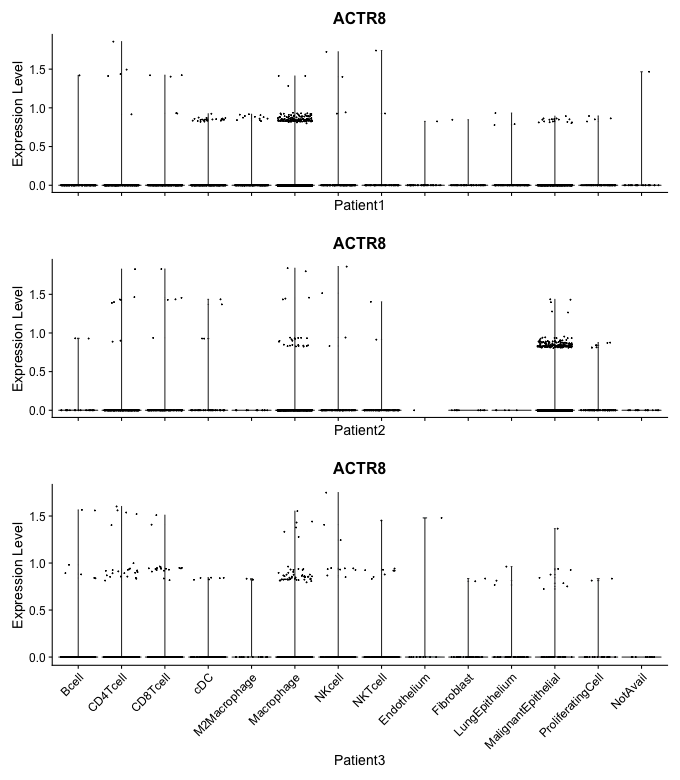 ACTR8
Expression Level
1.5
1.0
0.5
0.0
Patient1
ACTR8
Expression Level
1.5
1.0
0.5
0.0
Patient2
ACTR8
Expression Level
1.5
1.0
0.5
0.0
Bcell
CD4Tcell
CD8Tcell
cDC
M2Macrophage
Macrophage
NKcell
NKTcell
Endothelium
Fibroblast
LungEpithelium
MalignantEpithelial
ProliferatingCell
NotAvail
Patient3